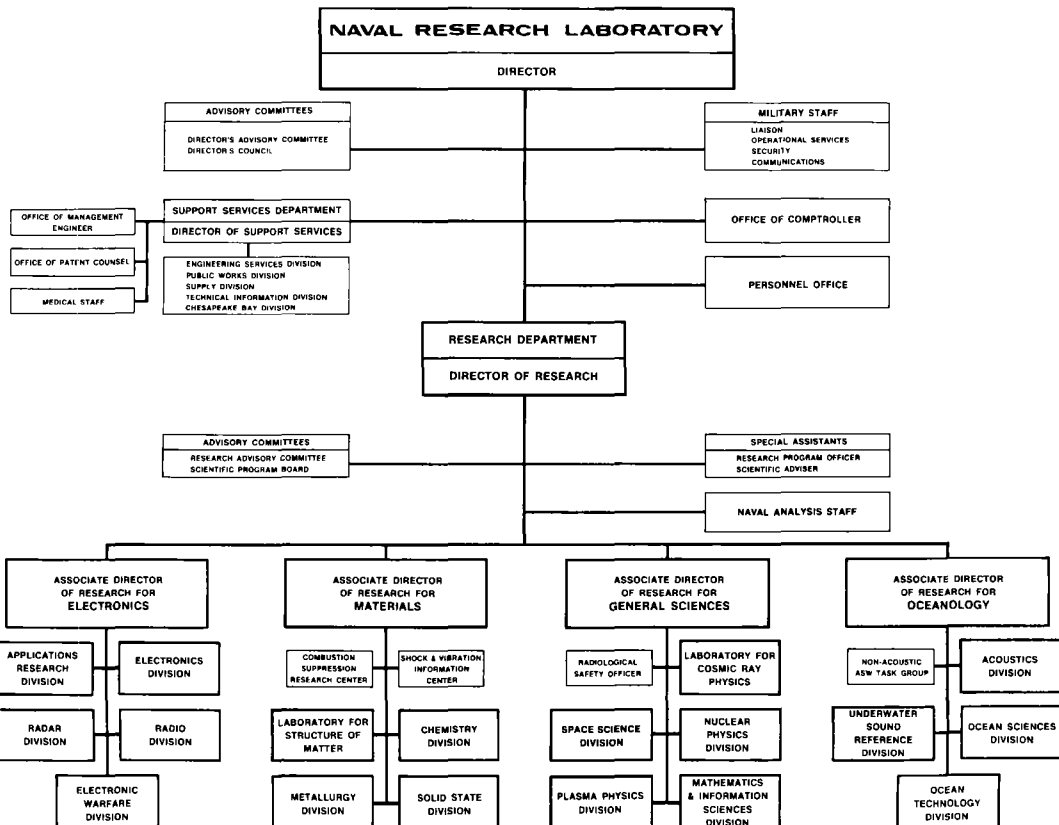 NAVAL RESEARCH LABORATORY
DIRECTOR
ADVISORY COMMITTEES
DIRECTOR'S ADVISORY COMMITTEE
DIRECTOR'S COUNCIL
MILITARY STAFF
LIAISON
OPERATIONAL SERVICES
SECURITY
COMMUNICATIONS
OFFICE OF MANAGEMENT
ENGINEER
OFFICE OF PATENT COUNSEL
MEDICAL STAFF
SUPPORT SERVICES DEPARTMENT
DIRECTOR OF SUPPORT SERVICES
ENGINEERING SERVICES DIVISION
PUBLIC WORKS DIVISION
SUPPLY DIVISION
TECHNICAL INFORMATION DIVISION
CHESAPEAKE BAY DIVISION
OFFICE OF COMPTROLLER
PERSONNEL OFFICE
RESEARCH DEPARTMENT
DIRECTOR OF RESEARCH
ADVISORY COMMITTEES
RESEARCH ADVISORY COMMITTEE
SCIENTIFIC PROGRAM BOARD
SPECIAL ASSISTANTS
RESEARCH PROGRAM OFFICER
SCIENTIFIC ADVISER
NAVAL ANALYSIS STAFF
ASSOCIATE DIRECTOR
OF RESEARCH FOR
ELECTRONICS
APPLICATIONS
RESEARCH
DIVISION
ELECTRONICS
DIVISION
RADAR
DIVISION
RADIO
DIVISION
ELECTRONIC
WARFARE
DIVISION
ASSOCIATE DIRECTOR
OF RESEARCH FOR
MATERIALS
COMBUSTION
SUPPRESSION
RESEARCH CENTER
SHOCK & VIBRATION
INFORMATION
CENTER
LABORATORY FOR
STRUCTURE OF
MATTER
CHEMISTRY
DIVISION
METALLURGY
DIVISION
SOLID STATE
DIVISION
ASSOCIATE DIRECTOR
OF RESEARCH FOR
GENERAL SCIENCES
RADIOLOGICAL
SAFETY OFFICER
LABORATORY FOR
COSMIC RAY
PHYSICS
SPACE SCIENCE
DIVISION
NUCLEAR
PHYSICS
DIVISION
PLASMA PHYSICS
DIVISION
MATHEMATICS
& INFORMATION
SCIENCES
DIVISION
ASSOCIATE DIRECTOR
OF RESEARCH FOR
OCEANOLOGY
NON-ACOUSTIC
ASW TASK GROUP
ACOUSTICS
DIVISION
UNDERWATER
SOUND
REFERENCE
DIVISION
OCEAN SCIENCES
DIVISION
OCEAN
TECHNOLOGY
DIVISION